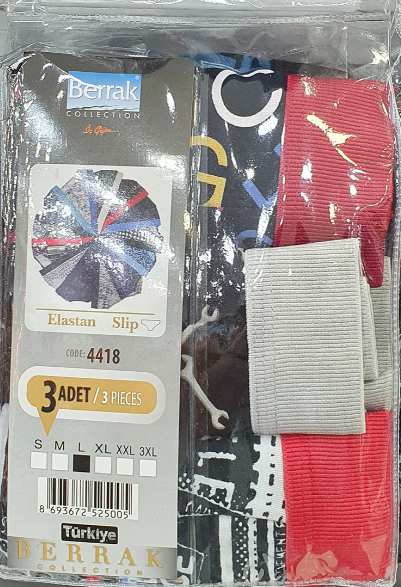 Berrak
COLLECTION
Elastan Slip
CODE: 4418
3 ADET / 3 PIECES
S M L XL XXL 3XL
8 693672 525005
Türkiye
BERRAK
COLLECTION